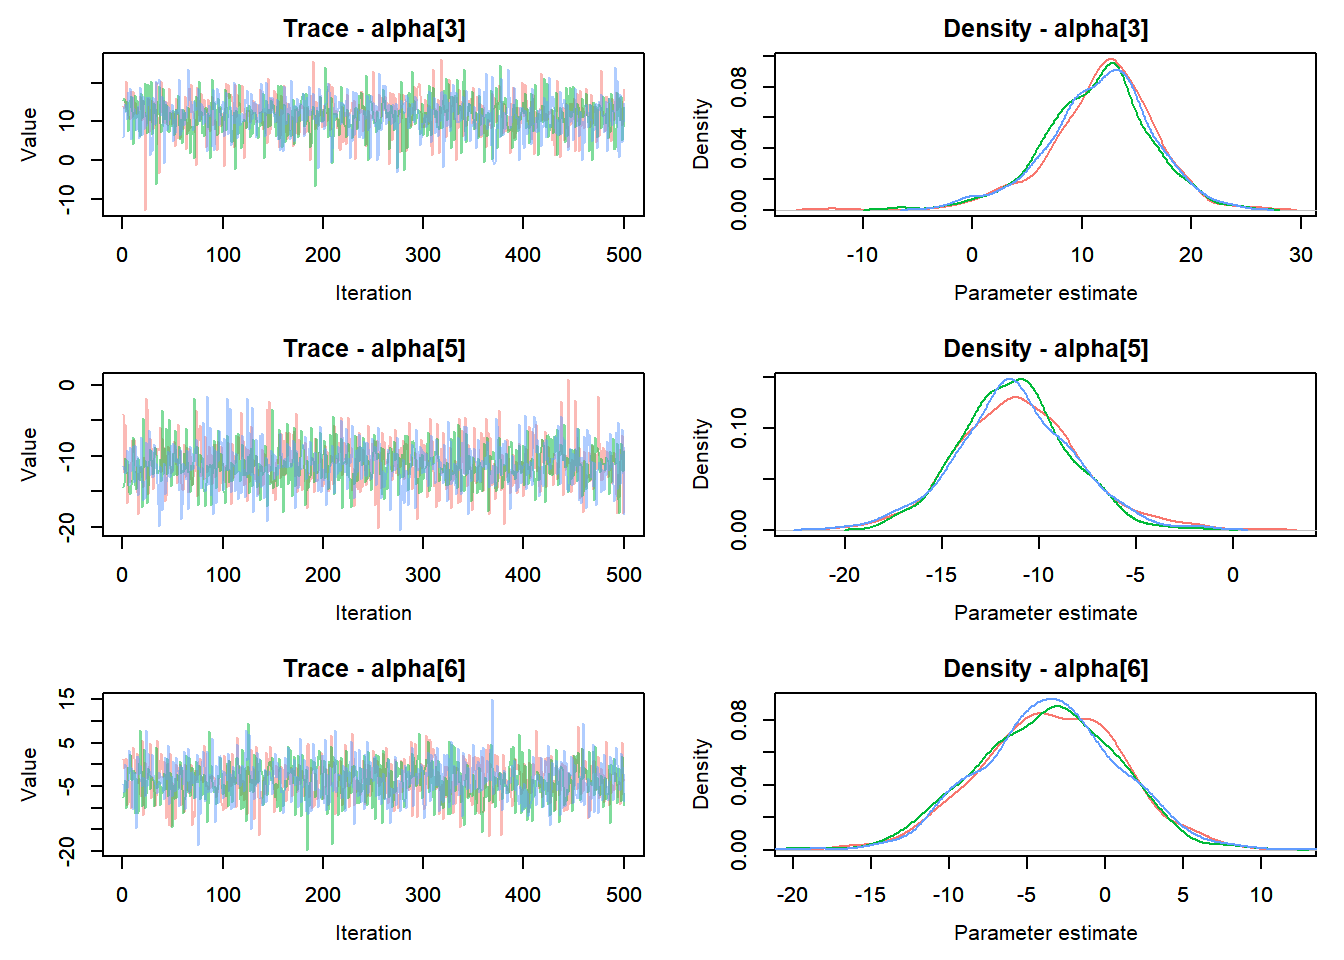 Trace - alpha[3]
Value
-10 0 10
0 100 200 300 400 500
Iteration
Density - alpha[3]
Density
0.00 0.04 0.08
-10 0 10 20 30
Parameter estimate
Trace - alpha[5]
Value
-20 -10 0
0 100 200 300 400 500
Iteration
Density - alpha[5]
Density
0.00 0.10
-20 -15 -10 -5 0
Parameter estimate
Trace - alpha[6]
Value
-20 -5 5 15
0 100 200 300 400 500
Iteration
Density - alpha[6]
Density
0.00 0.04 0.08
-20 -15 -10 -5 0 5 10
Parameter estimate